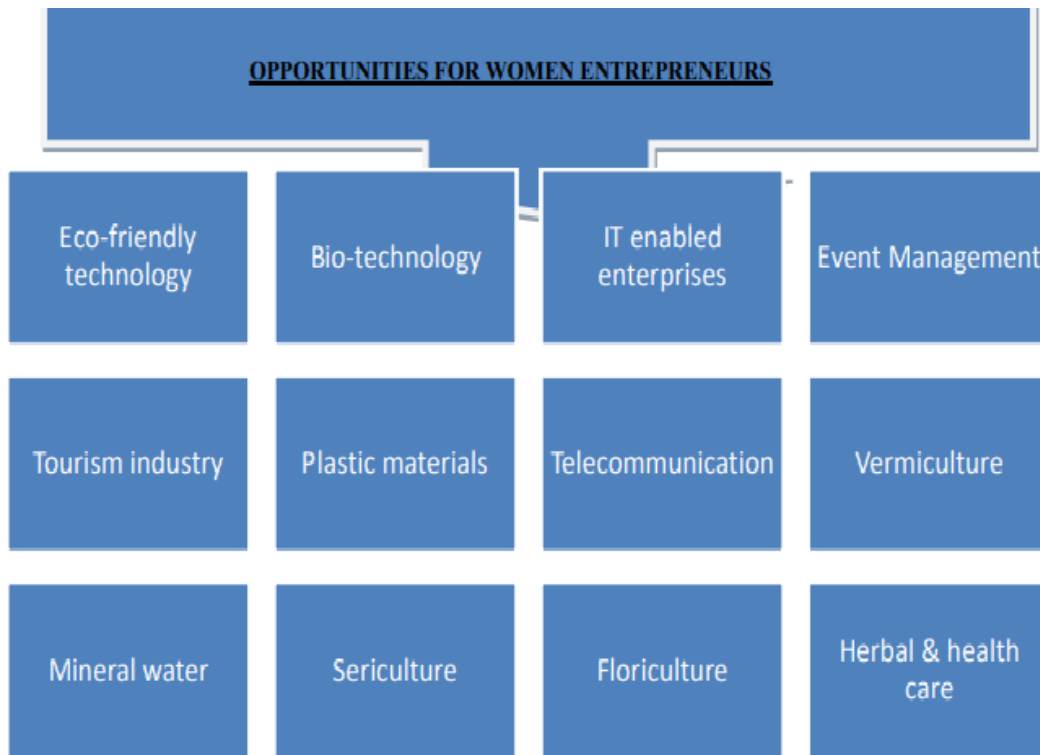 OPPORTUNITIES FOR WOMEN ENTREPRENEURS
Eco-friendly
technology
Bio-technology
IT enabled
enterprises
Event Management
Tourism industry
Plastic materials
Telecommunication
Vermiculture
Mineral water
Sericulture
Floriculture
Herbal & health
care